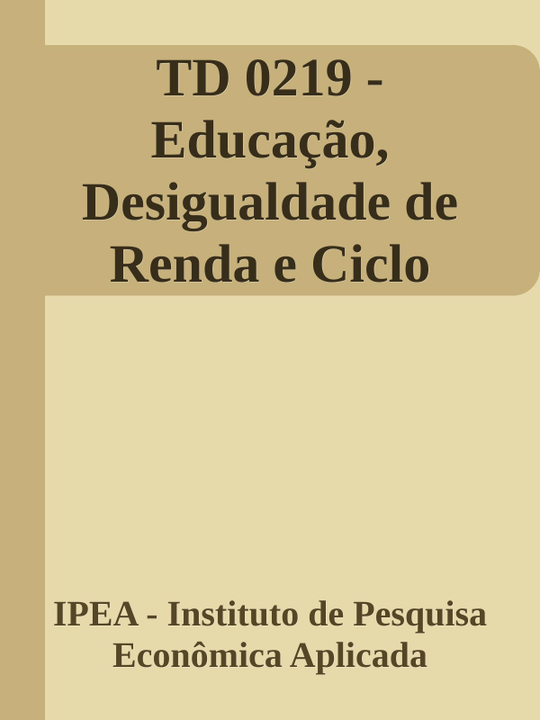 TD 0219 -
Educação,
Desigualdade de
Renda e Ciclo
IPEA - Instituto de Pesquisa
Econômica Aplicada